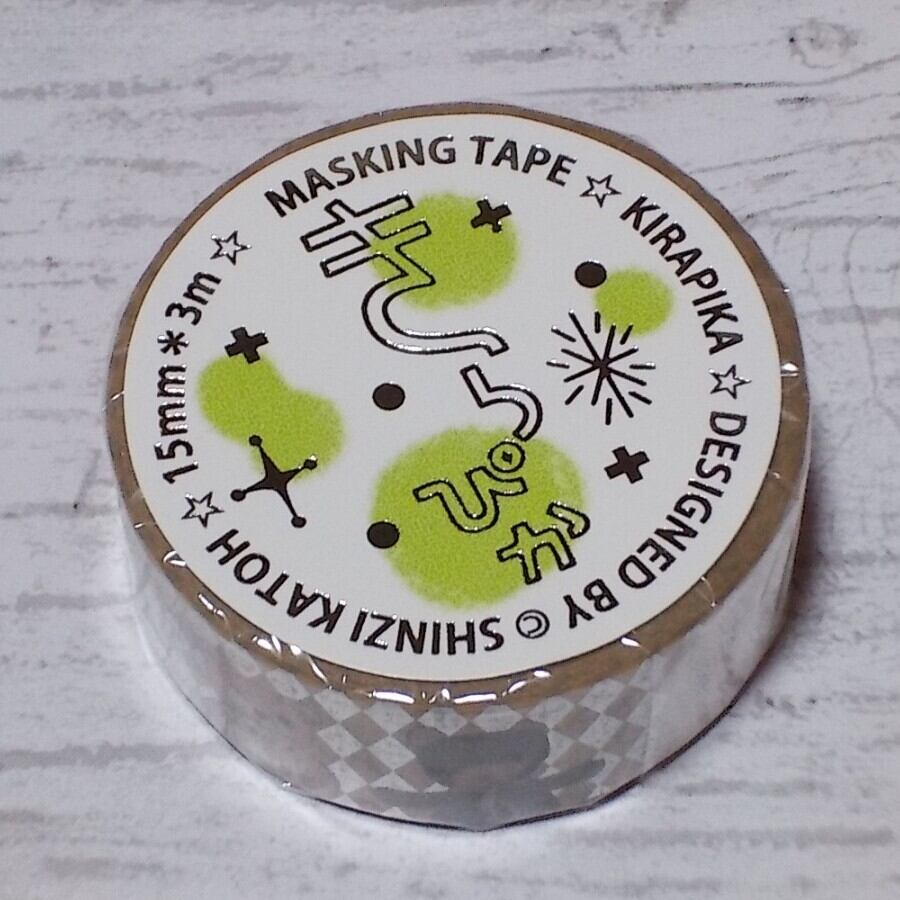 MASKING TAPE ☆ KIRAPIKA ☆ DESIGNED BY © SHINZI KATOH ☆ 15mm * 3m ☆
きらぴか